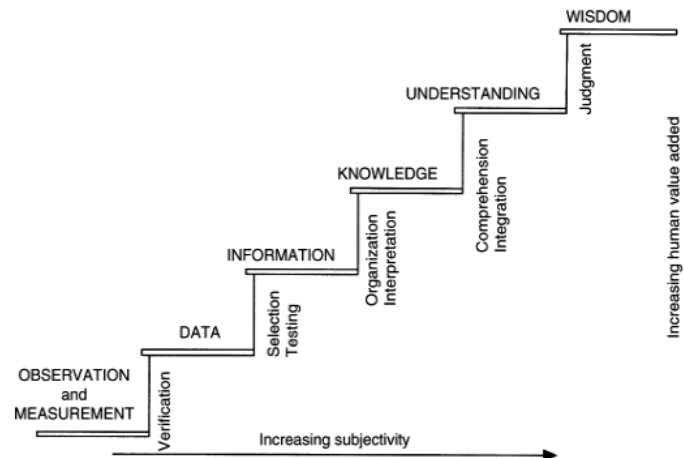 WISDOM
Judgment
UNDERSTANDING
Increasing human value added
Comprehension
Integration
KNOWLEDGE
Organization
Interpretation
INFORMATION
Selection
Testing
DATA
OBSERVATION
and
MEASUREMENT
Verification
Increasing subjectivity